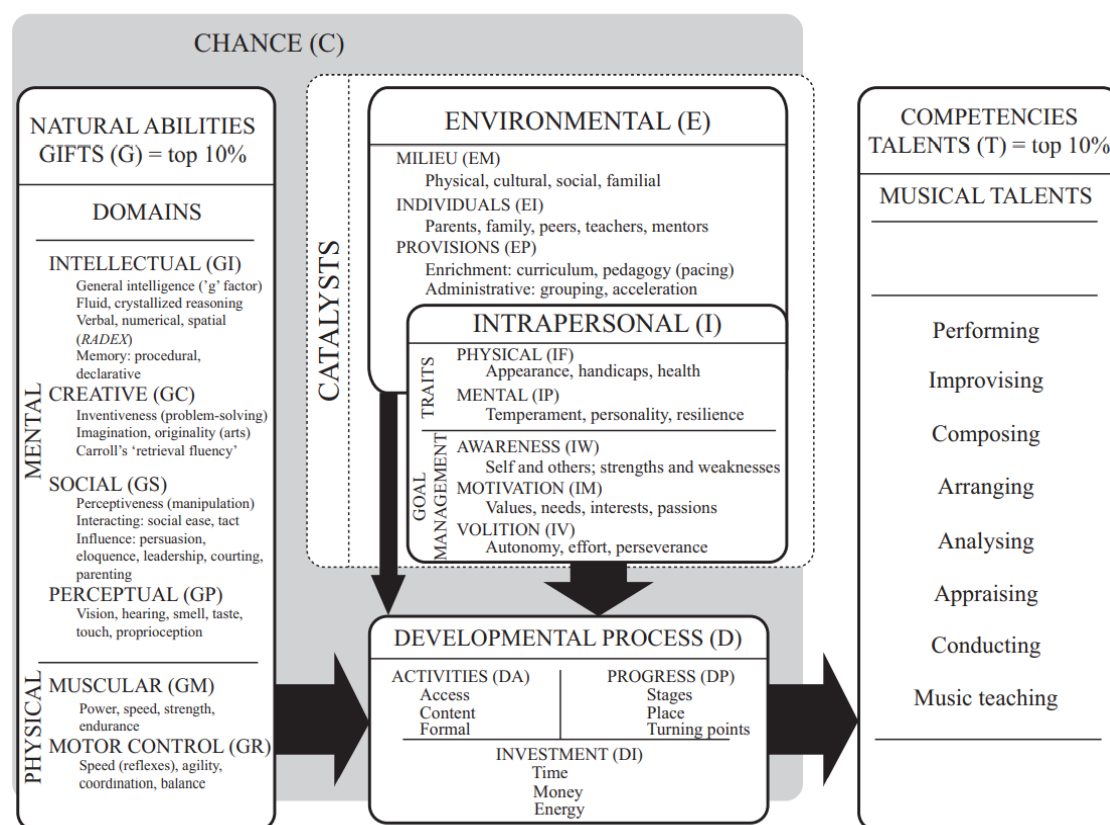 CHANCE (C)
NATURAL ABILITIES
GIFTS (G) = top 10%
DOMAINS
MENTAL
INTELLECTUAL (GI)
General intelligence ('g' factor)
Fluid, crystallized reasoning
Verbal, numerical, spatial
(RADEX)
Memory: procedural,
declarative
CREATIVE (GC)
Inventiveness (problem-solving)
Imagination, originality (arts)
Carroll's 'retrieval fluency'
SOCIAL (GS)
Perceptiveness (manipulation)
Interacting: social ease, tact
Influence: persuasion,
eloquence, leadership, courting,
parenting
PERCEPTUAL (GP)
Vision, hearing, smell, taste,
touch, proprioception
PHYSICAL
MUSCULAR (GM)
Power, speed, strength,
endurance
MOTOR CONTROL (GR)
Speed (reflexes), agility,
coordination, balance
CATALYSTS
ENVIRONMENTAL (E)
MILIEU (EM)
Physical, cultural, social, familial
INDIVIDUALS (EI)
Parents, family, peers, teachers, mentors
PROVISIONS (EP)
Enrichment: curriculum, pedagogy (pacing)
Administrative: grouping, acceleration
INTRAPERSONAL (I)
TRAITS
PHYSICAL (IF)
Appearance, handicaps, health
MENTAL (IP)
Temperament, personality, resilience
GOAL
MANAGEMENT
AWARENESS (IW)
Self and others; strengths and weaknesses
MOTIVATION (IM)
Values, needs, interests, passions
VOLITION (IV)
Autonomy, effort, perseverance
DEVELOPMENTAL PROCESS (D)
ACTIVITIES (DA)
Access
Content
Formal
PROGRESS (DP)
Stages
Place
Turning points
INVESTMENT (DI)
Time
Money
Energy
COMPETENCIES
TALENTS (T) = top 10%
MUSICAL TALENTS
Performing
Improvising
Composing
Arranging
Analysing
Appraising
Conducting
Music teaching